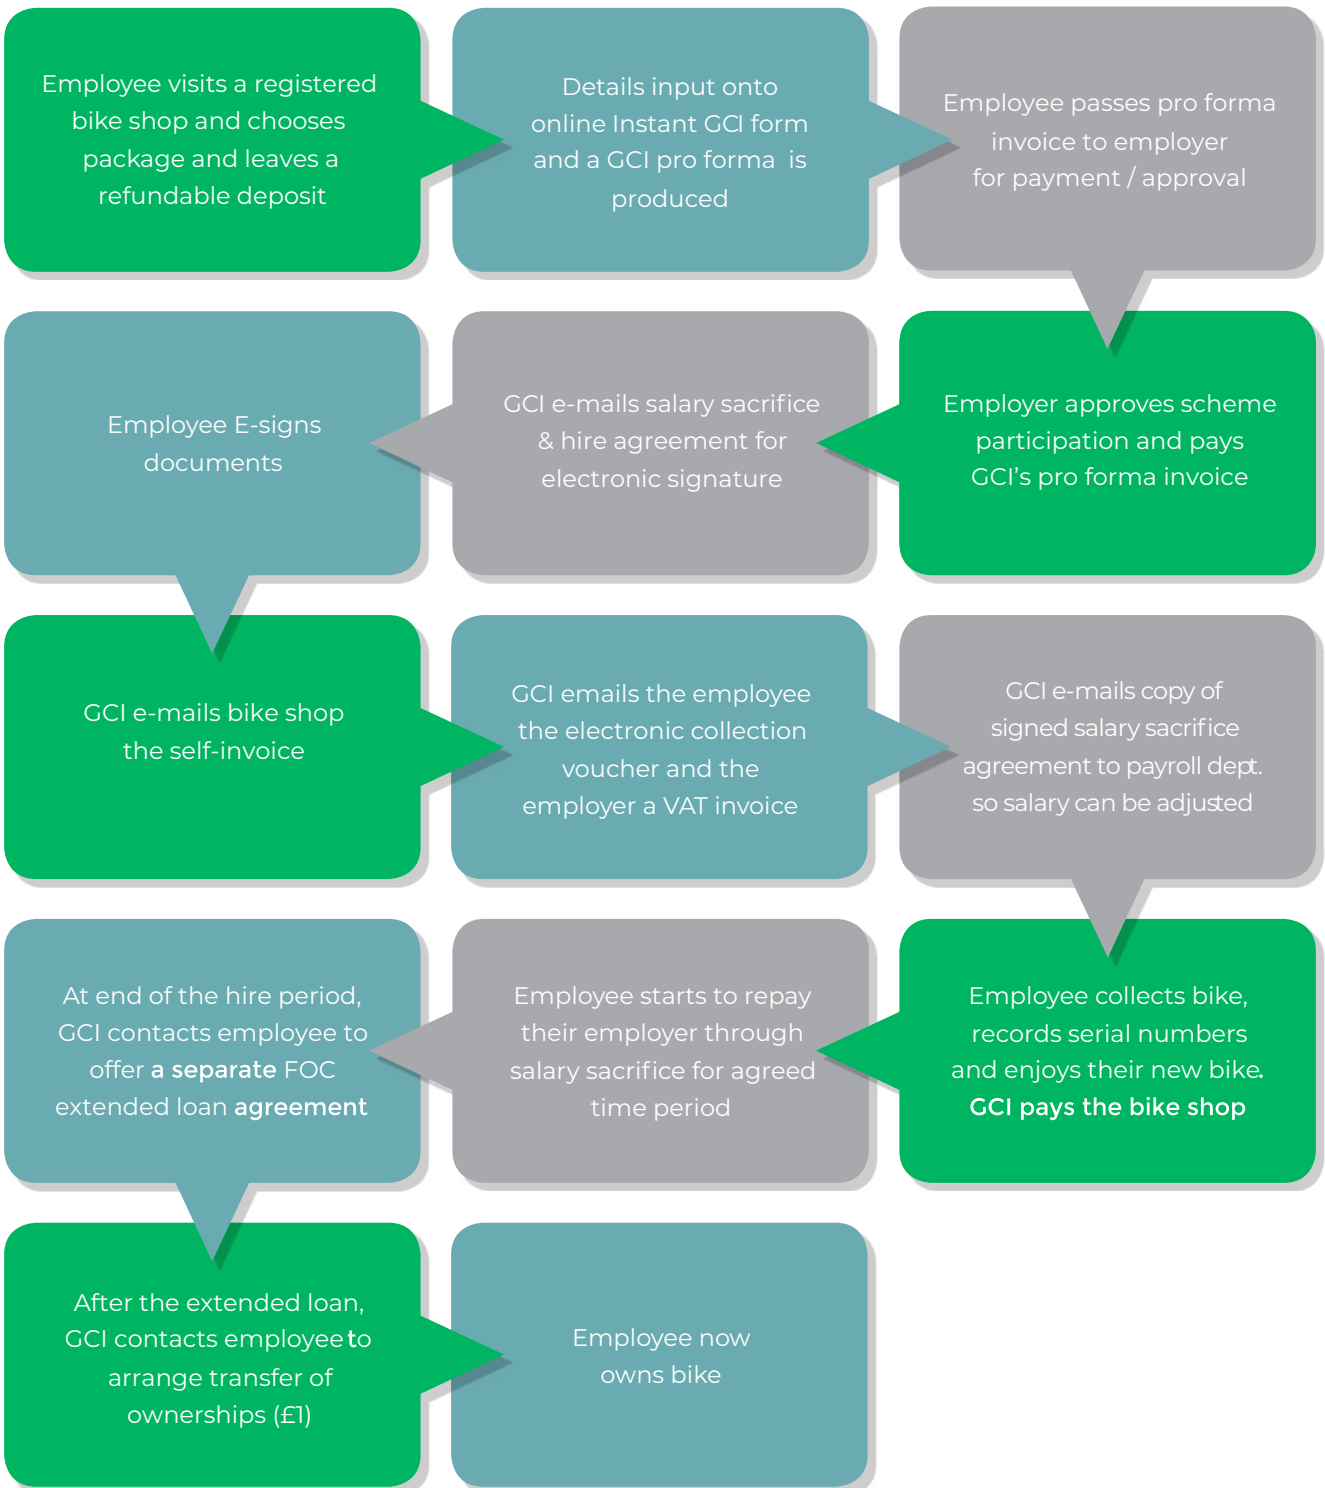 Employee visits a registered
bike shop and chooses
package and leaves a
refundable deposit
Details input onto
online Instant GCI form
and a GCI pro forma is
produced
Employee passes pro forma
invoice to employer
for payment / approval
Employer approves scheme
participation and pays
GCI’s pro forma invoice
GCI e-mails salary sacrifice
& hire agreement for
electronic signature
Employee E-signs
documents
GCI e-mails bike shop
the self-invoice
GCI emails the employee
the electronic collection
voucher and the
employer a VAT invoice
GCI e-mails copy of
signed salary sacrifice
agreement to payroll dept.
so salary can be adjusted
Employee collects bike,
records serial numbers
and enjoys their new bike.
GCI pays the bike shop
Employee starts to repay
their employer through
salary sacrifice for agreed
time period
At end of the hire period,
GCI contacts employee to
offer a separate FOC
extended loan agreement
After the extended loan,
GCI contacts employee to
arrange transfer of
ownerships (£1)
Employee now
owns bike